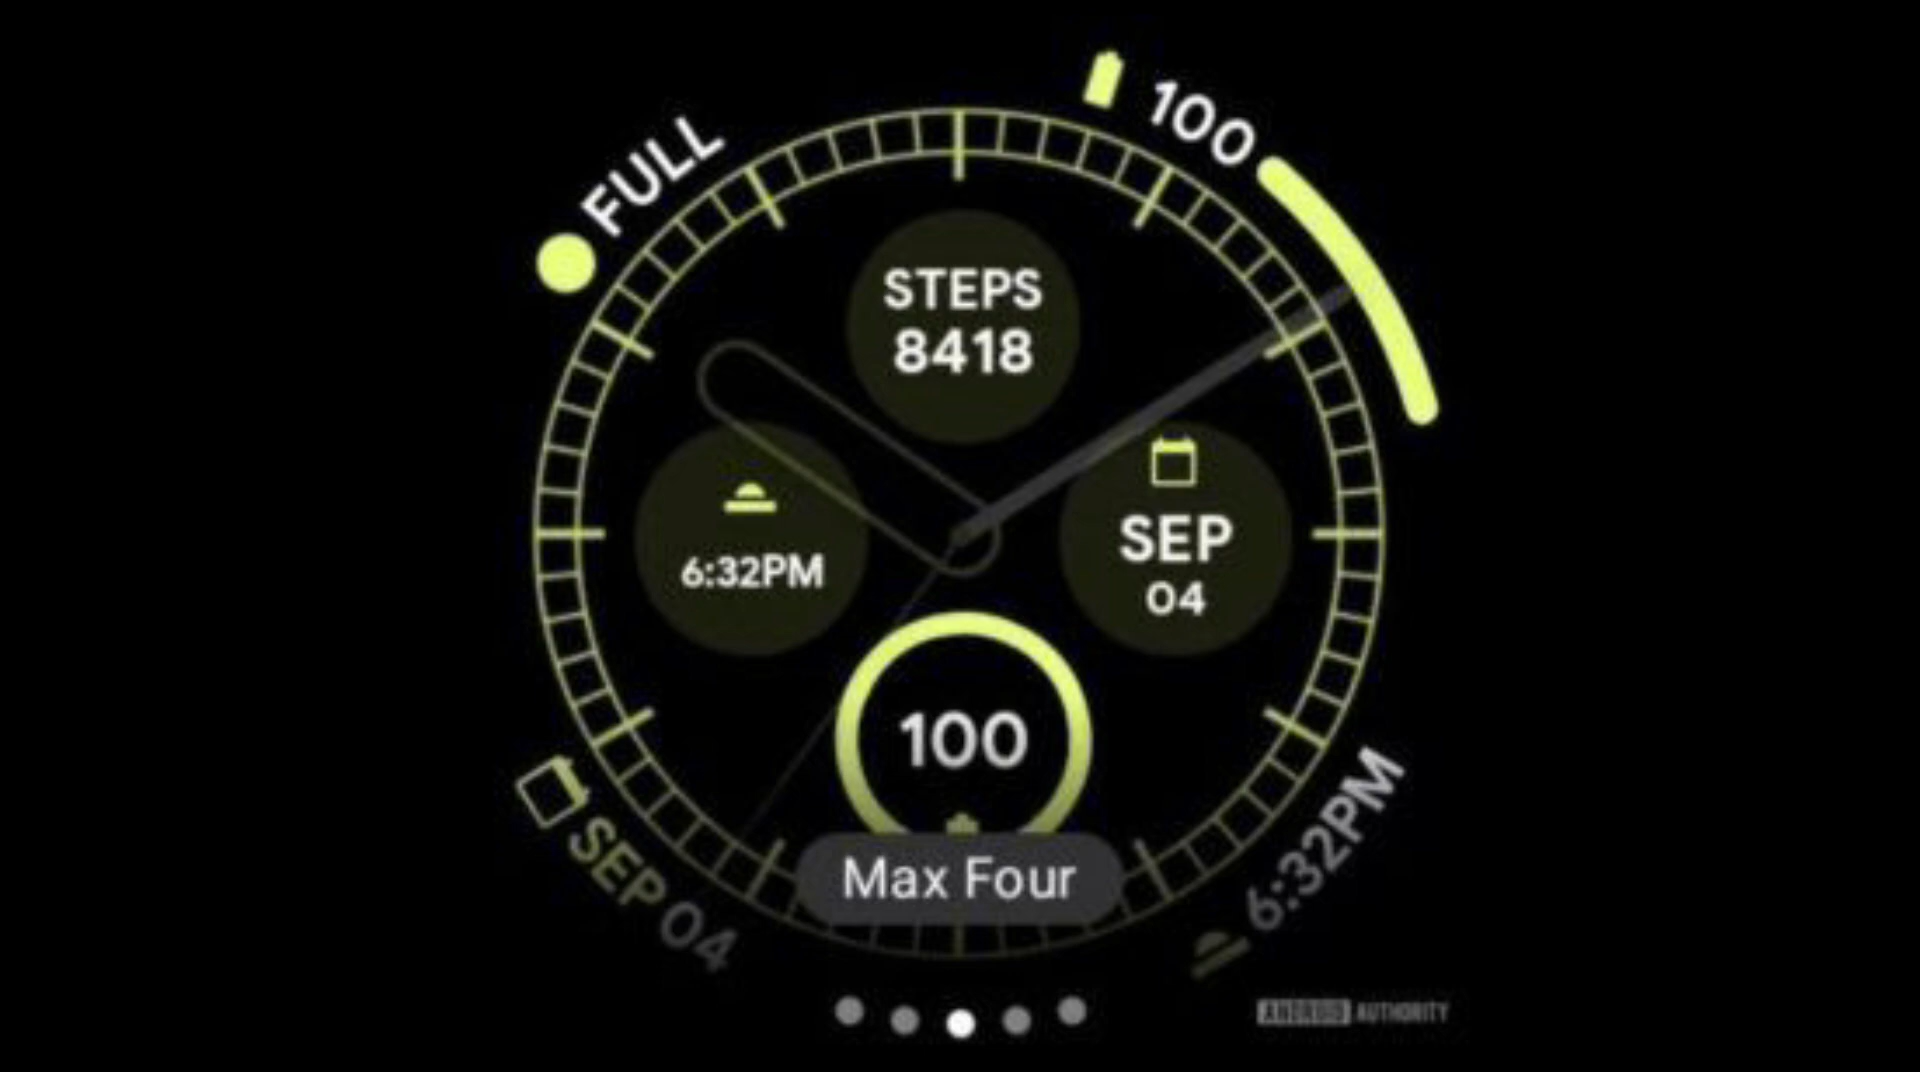 FULL
100
STEPS
8418
6:32PM
SEP
04
100
SEP 04
6:32PM
Max Four
ANDROID AUTHORITY